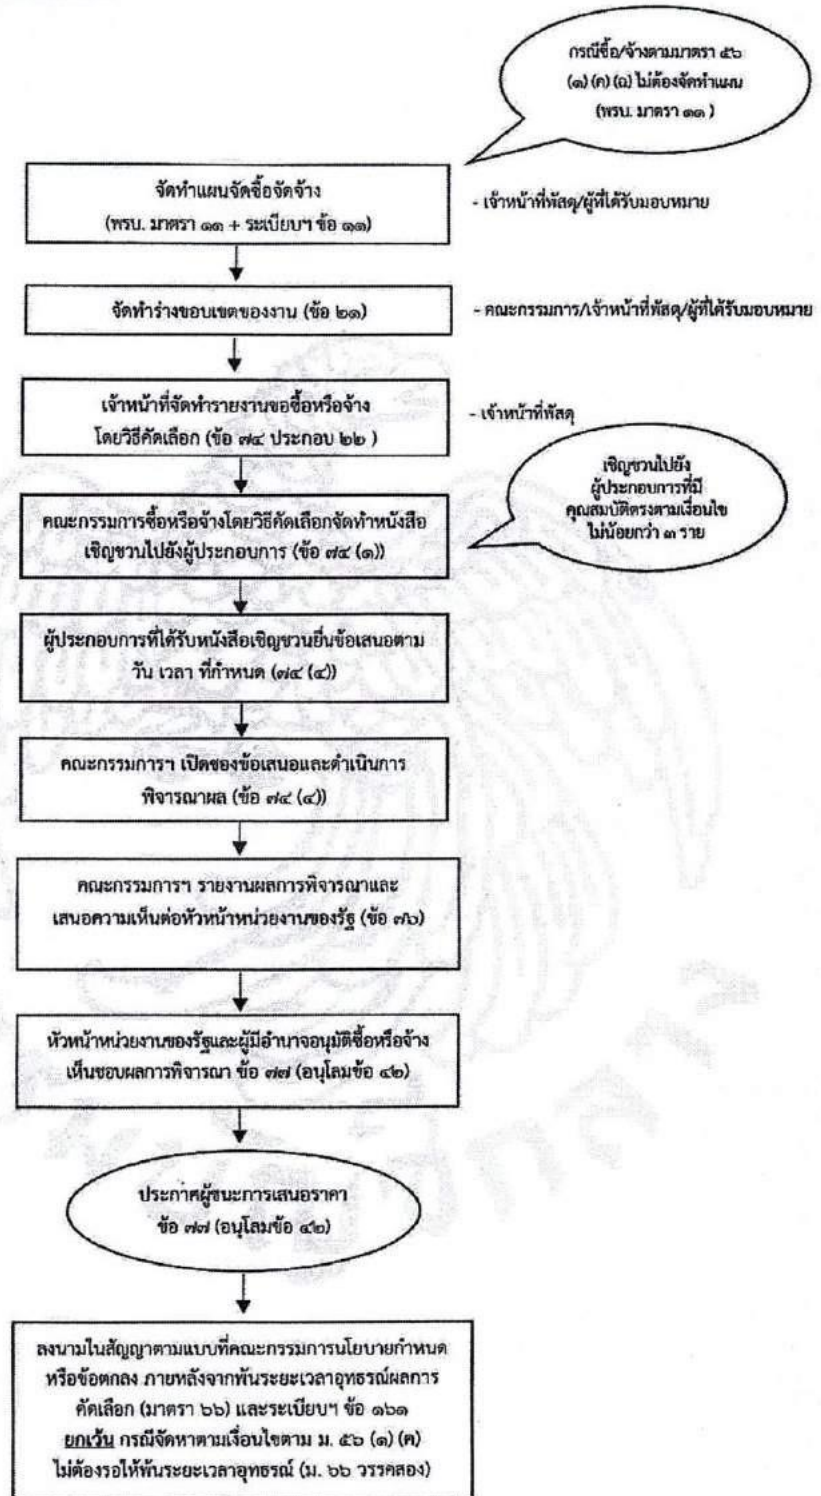 กรณีซื้อ/จ้างตามมาตรา ๕๖
(๑) (ค) (ฉ) ไม่ต้องจัดทำแผน
(พรบ. มาตรา ๑๑ )
จัดทำแผนจัดซื้อจัดจ้าง
(พรบ. มาตรา ๑๑ + ระเบียบฯ ข้อ ๑๑)
- เจ้าหน้าที่พัสดุ/ผู้ที่ได้รับมอบหมาย
จัดทำร่างขอบเขตของงาน (ข้อ ๒๑)
- คณะกรรมการ/เจ้าหน้าที่พัสดุ/ผู้ที่ได้รับมอบหมาย
เจ้าหน้าที่จัดทำรายงานขอซื้อหรือจ้าง
โดยวิธีคัดเลือก (ข้อ ๗๔ ประกอบ ๒๒ )
- เจ้าหน้าที่พัสดุ
เชิญชวนไปยัง
ผู้ประกอบการที่มี
คุณสมบัติตรงตามเงื่อนไข
ไม่น้อยกว่า ๓ ราย
คณะกรรมการซื้อหรือจ้างโดยวิธีคัดเลือกจัดทำหนังสือ
เชิญชวนไปยังผู้ประกอบการ (ข้อ ๗๔ (๑))
ผู้ประกอบการที่ได้รับหนังสือเชิญชวนยื่นข้อเสนอตาม
วัน เวลา ที่กำหนด (๗๔ (๔))
คณะกรรมการฯ เปิดซองข้อเสนอและดำเนินการ
พิจารณาผล (ข้อ ๗๔ (๔))
คณะกรรมการฯ รายงานผลการพิจารณาและ
เสนอความเห็นต่อหัวหน้าหน่วยงานของรัฐ (ข้อ ๗๖)
หัวหน้าหน่วยงานของรัฐและผู้มีอำนาจอนุมัติซื้อหรือจ้าง
เห็นชอบผลการพิจารณา ข้อ ๗๗ (อนุโลมข้อ ๔๒)
ประกาศผู้ชนะการเสนอราคา
ข้อ ๗๗ (อนุโลมข้อ ๔๒)
ลงนามในสัญญาตามแบบที่คณะกรรมการนโยบายกำหนด
หรือข้อตกลง ภายหลังจากพ้นระยะเวลาอุทธรณ์ผลการ
คัดเลือก (มาตรา ๖๖) และระเบียบฯ ข้อ ๑๖๑
ยกเว้น กรณีจัดหาตามเงื่อนไขตาม ม. ๕๖ (๑) (ค)
ไม่ต้องรอให้พ้นระยะเวลาอุทธรณ์ (ม. ๖๖ วรรคสอง)